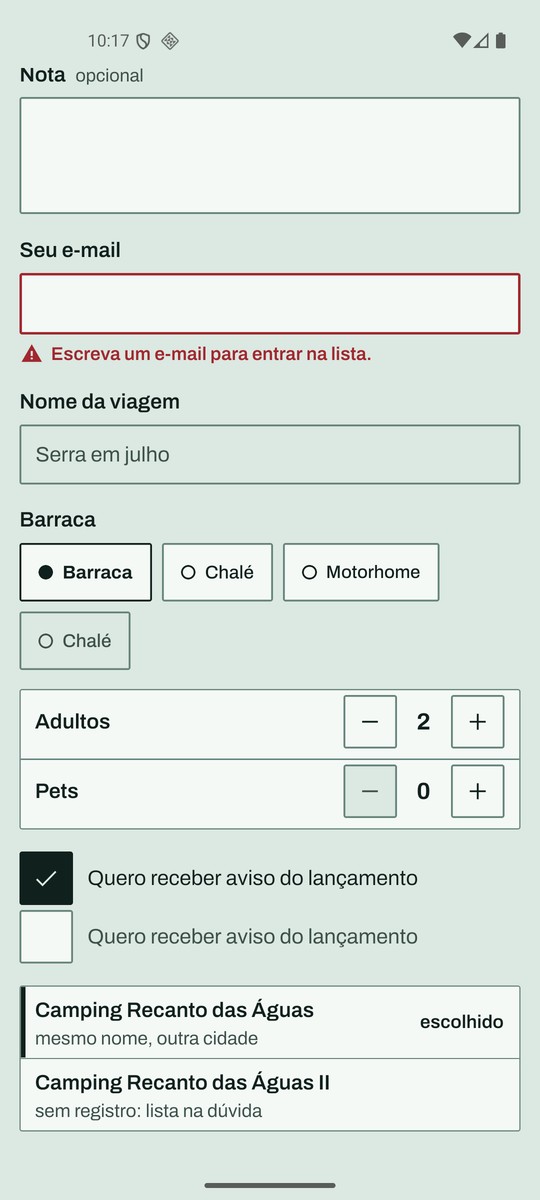 10:17
Nota opcional
Seu e-mail
Escreva um e-mail para entrar na lista.
Nome da viagem
Serra em julho
Barraca
Barraca Chalé Motorhome
Chalé
Adultos − 2 +
Pets − 0 +
Quero receber aviso do lançamento
Quero receber aviso do lançamento
Camping Recanto das Águas
mesmo nome, outra cidade
escolhido
Camping Recanto das Águas II
sem registro: lista na dúvida